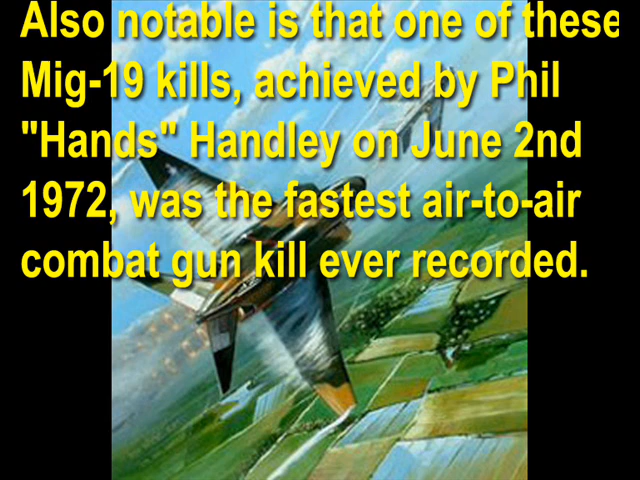 Also notable is that one of these
Mig-19 kills, achieved by Phil
"Hands" Handley on June 2nd
1972, was the fastest air-to-air
combat gun kill ever recorded.